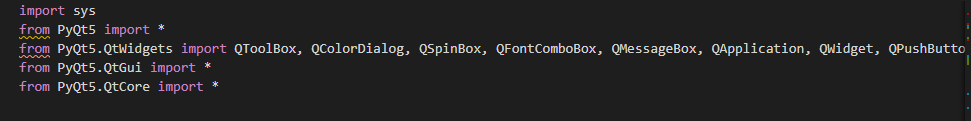 import sys
from PyQt5 import *
from PyQt5.QtWidgets import QToolBox, QColorDialog, QSpinBox, QFontComboBox, QMessageBox, QApplication, QWidget, QPushButto
from PyQt5.QtGui import *
from PyQt5.QtCore import *